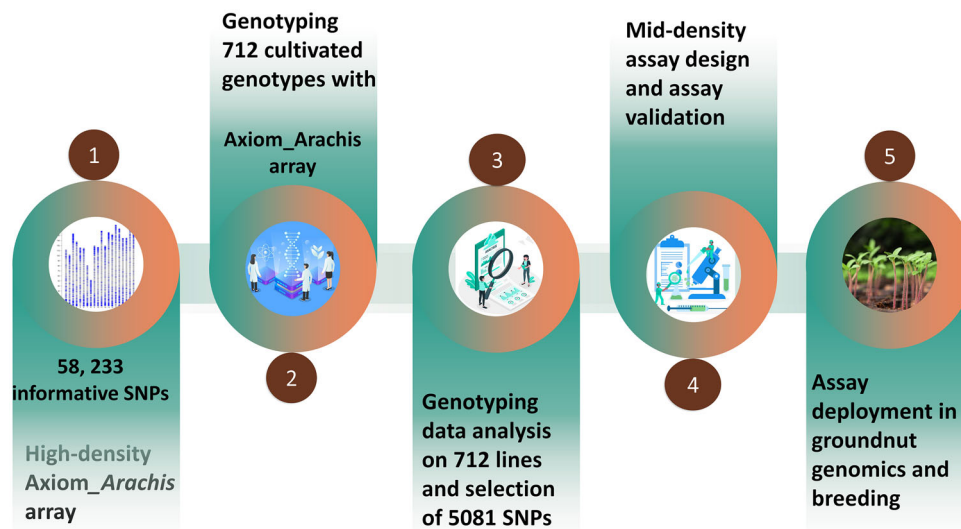 1
58, 233
informative SNPs
High-density
Axiom_Arachis
array
Genotyping
712 cultivated
genotypes with
Axiom_Arachis
array
2
3
Genotyping
data analysis
on 712 lines
and selection
of 5081 SNPs
Mid-density
assay design
and assay
validation
4
5
Assay
deployment in
groundnut
genomics and
breeding